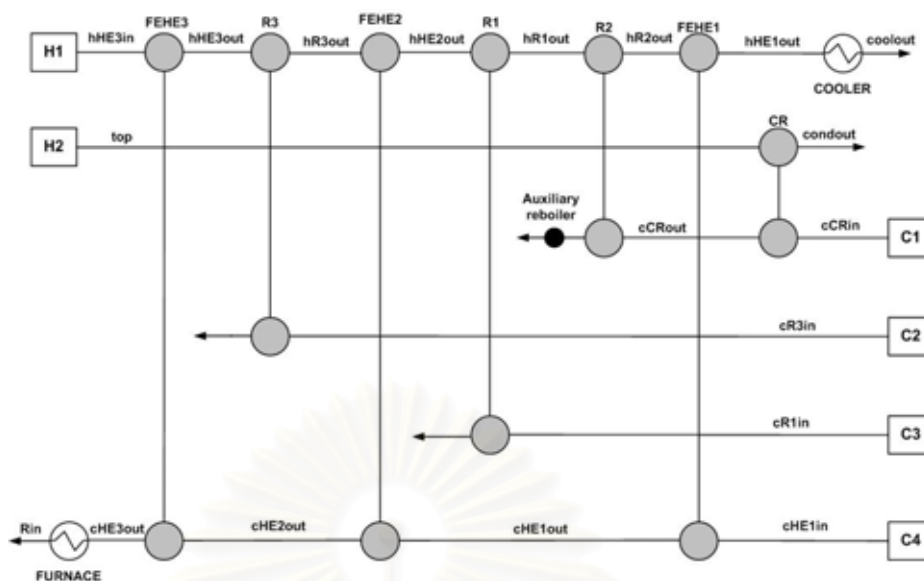 FEHE3 R3 FEHE2 R1 R2 FEHE1
H1 hHE3in hHE3out hR3out hHE2out hR1out hR2out hHE1out coolout
COOLER
CR
H2 top condout
Auxiliary
reboiler
cCRout cCRin C1
cR3in C2
cR1in C3
Rin cHE3out cHE2out cHE1out cHE1in C4
FURNACE